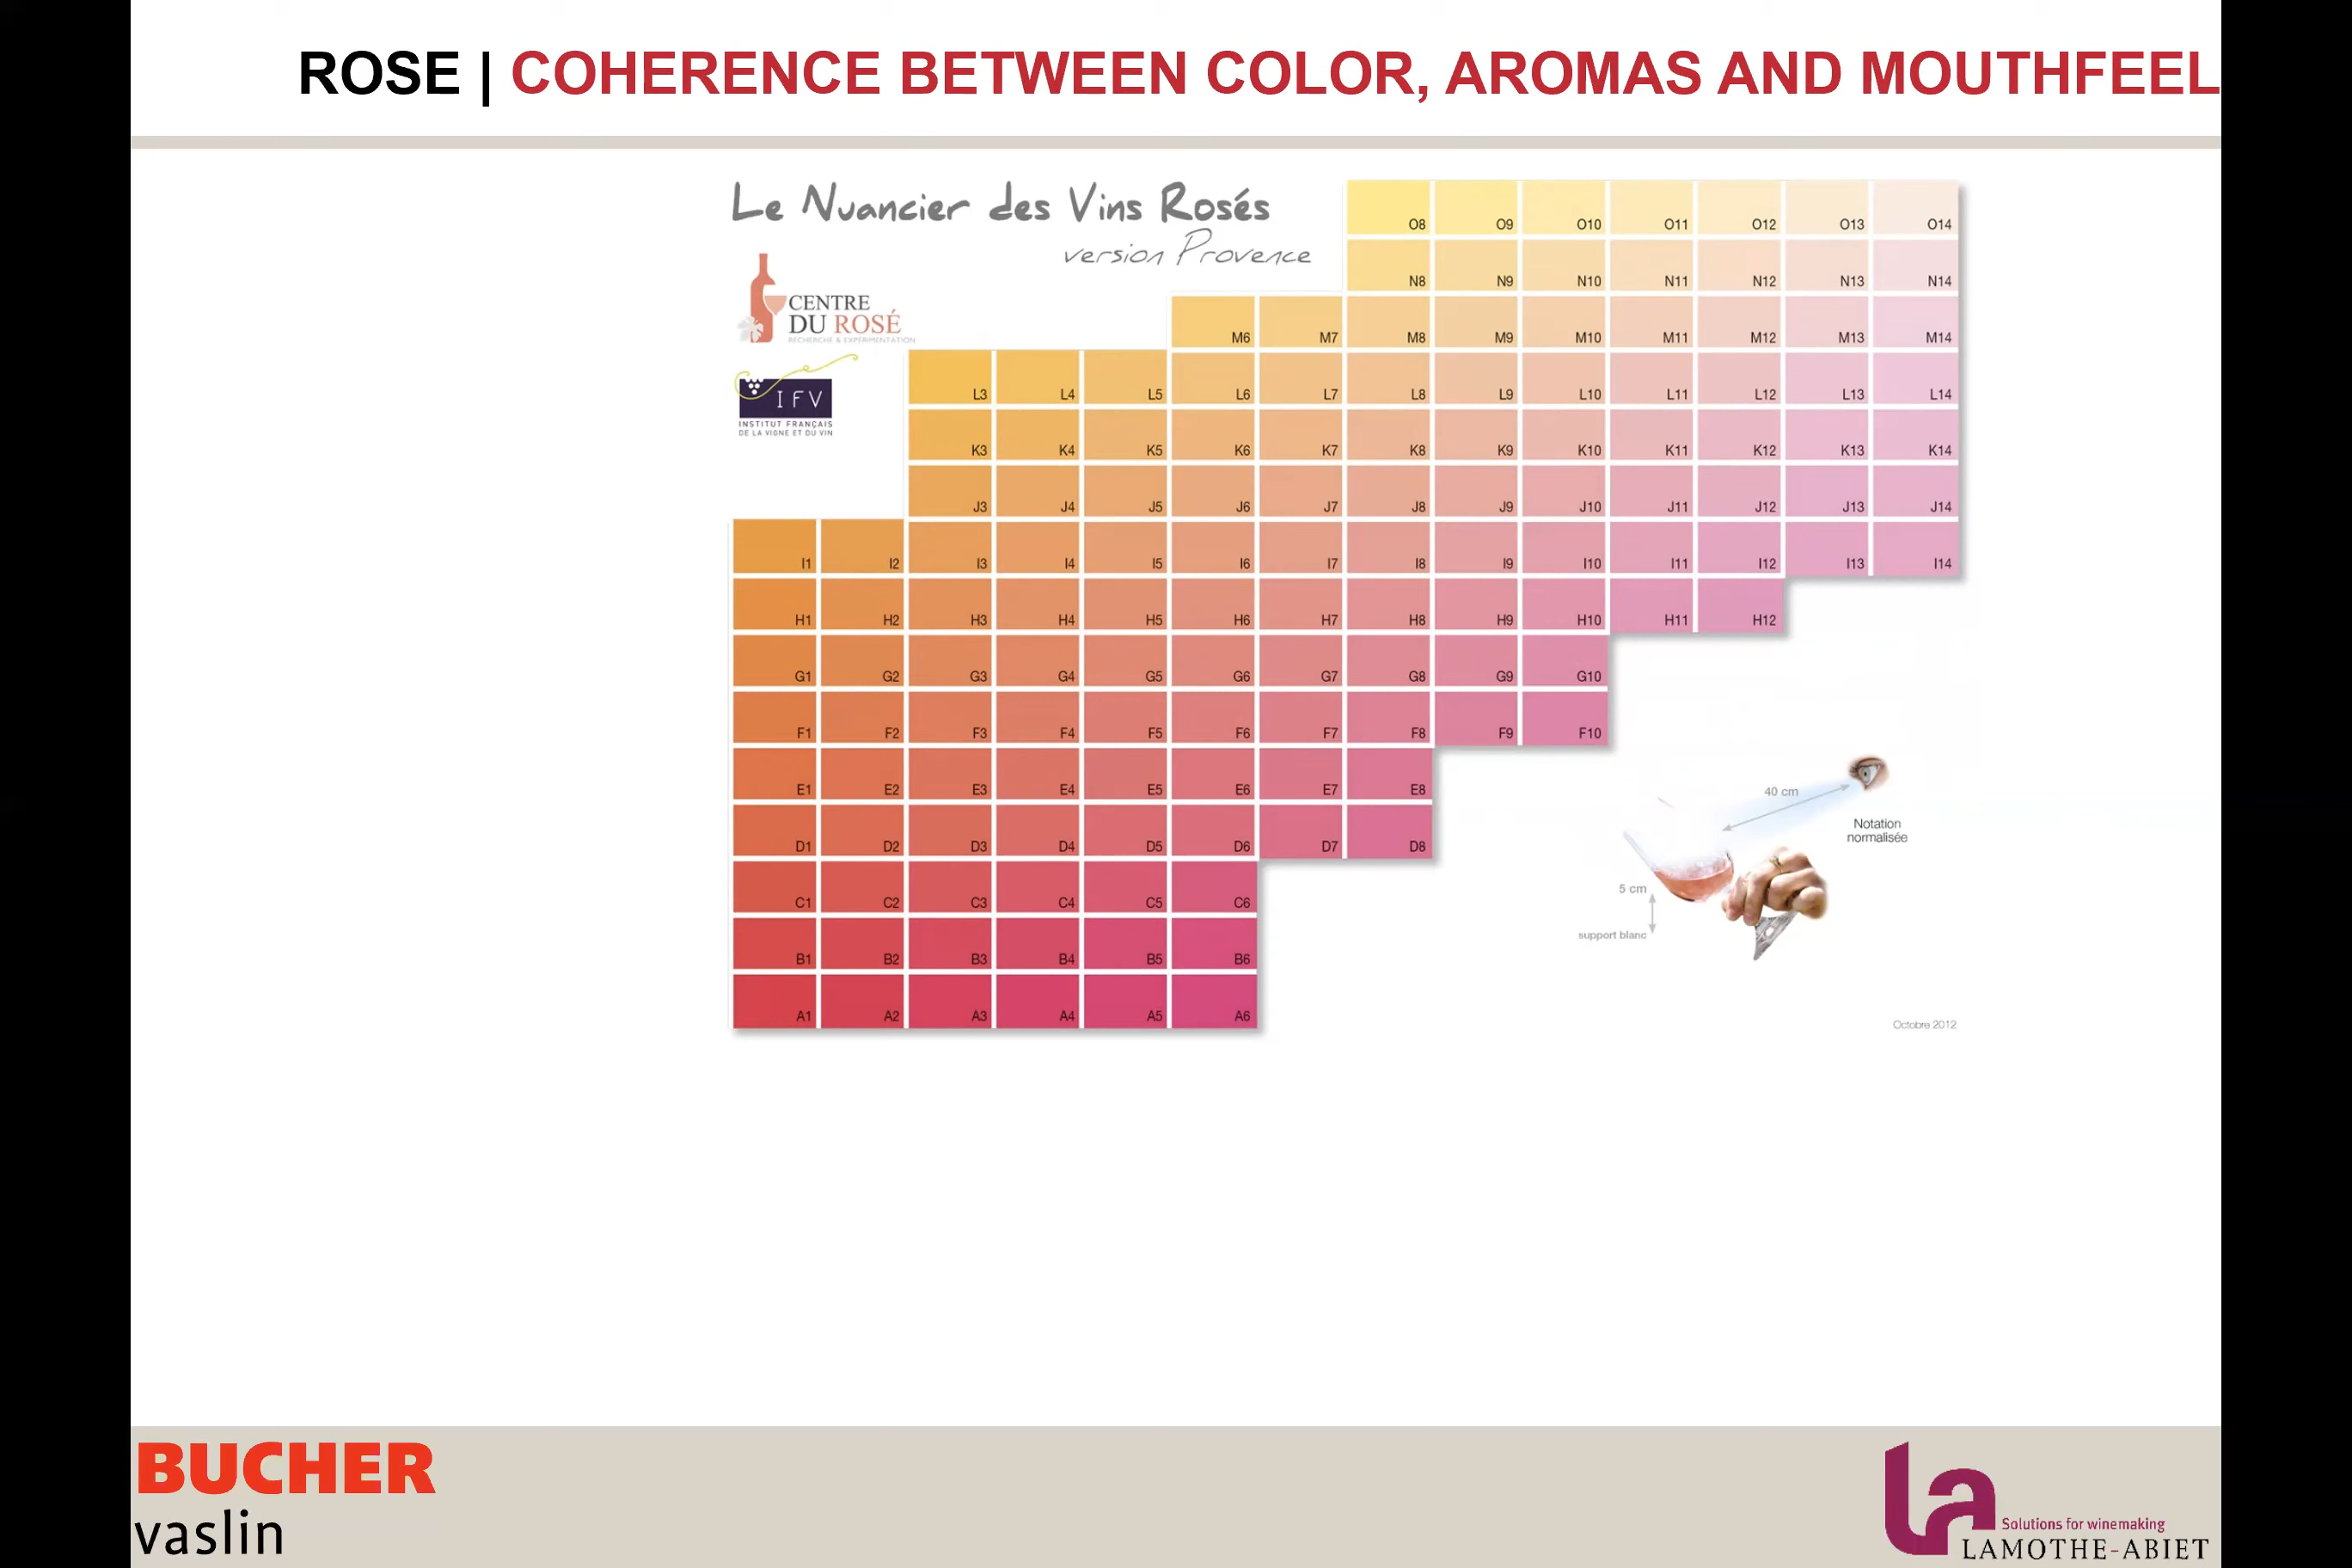 ROSE | COHERENCE BETWEEN COLOR, AROMAS AND MOUTHFEEL
Le Nuancier des Vins Rosés
version Provence
CENTRE
DU ROSÉ
RECHERCHE & EXPÉRIMENTATION
IFV
INSTITUT FRANÇAIS
DE LA VIGNE ET DU VIN
O8 O9 O10 O11 O12 O13 O14
N8 N9 N10 N11 N12 N13 N14
M6 M7 M8 M9 M10 M11 M12 M13 M14
L3 L4 L5 L6 L7 L8 L9 L10 L11 L12 L13 L14
K3 K4 K5 K6 K7 K8 K9 K10 K11 K12 K13 K14
J3 J4 J5 J6 J7 J8 J9 J10 J11 J12 J13 J14
I1 I2 I3 I4 I5 I6 I7 I8 I9 I10 I11 I12 I13 I14
H1 H2 H3 H4 H5 H6 H7 H8 H9 H10 H11 H12
G1 G2 G3 G4 G5 G6 G7 G8 G9 G10
F1 F2 F3 F4 F5 F6 F7 F8 F9 F10
E1 E2 E3 E4 E5 E6 E7 E8
D1 D2 D3 D4 D5 D6 D7 D8
C1 C2 C3 C4 C5 C6
B1 B2 B3 B4 B5 B6
A1 A2 A3 A4 A5 A6
40 cm
Notation
normalisée
5 cm
support blanc
Octobre 2012
BUCHER
vaslin
la
Solutions for winemaking
LAMOTHE-ABIET